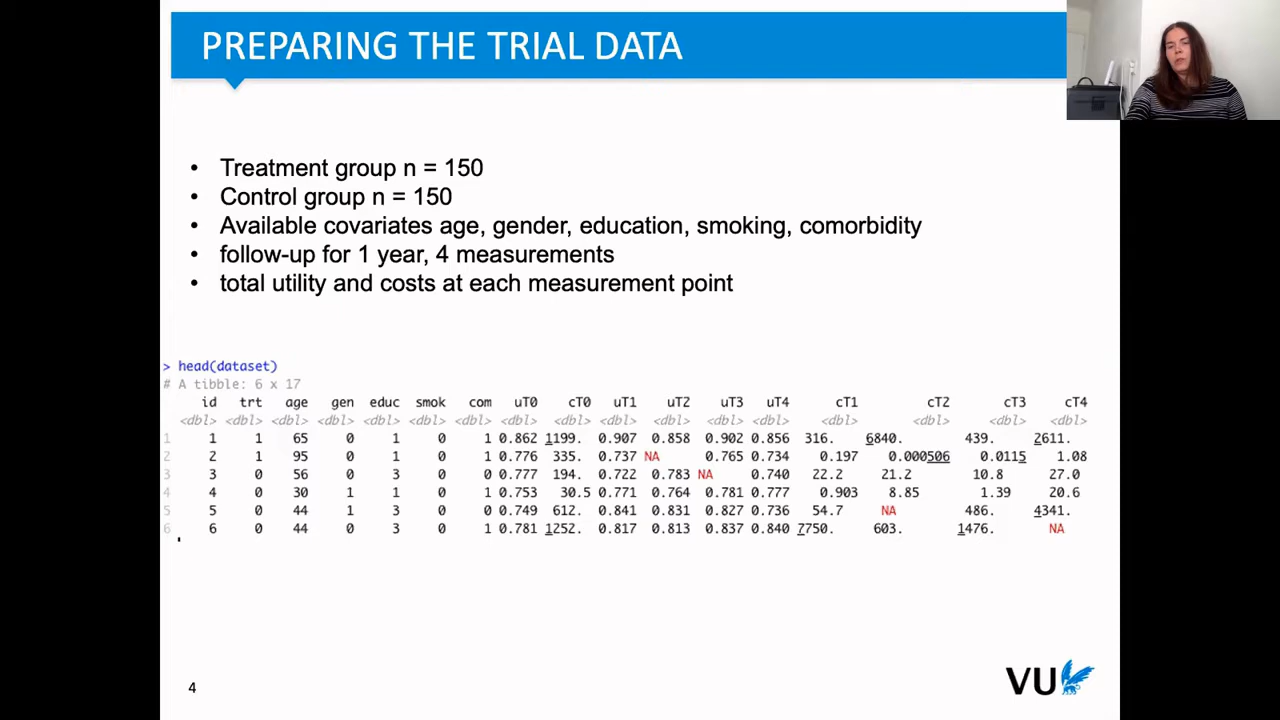 PREPARING THE TRIAL DATA
• Treatment group n = 150
• Control group n = 150
• Available covariates age, gender, education, smoking, comorbidity
• follow-up for 1 year, 4 measurements
• total utility and costs at each measurement point
> head(dataset)
# A tibble: 6 x 17
id trt age gen educ smok com uT0 cT0 uT1 uT2 uT3 uT4 cT1 cT2 cT3 cT4
<dbl> <dbl> <dbl> <dbl> <dbl> <dbl> <dbl> <dbl> <dbl> <dbl> <dbl> <dbl> <dbl> <dbl> <dbl> <dbl> <dbl>
1 1 1 65 0 1 0 1 0.862 1199. 0.907 0.858 0.902 0.856 316. 6840. 439. 2611.
2 2 1 95 0 1 0 1 0.776 335. 0.737 NA 0.765 0.734 0.197 0.000506 0.0115 1.08
3 3 0 56 0 3 0 0 0.777 194. 0.722 0.783 NA 0.740 22.2 21.2 10.8 27.0
4 4 0 30 1 1 0 1 0.753 30.5 0.771 0.764 0.781 0.777 0.903 8.85 1.39 20.6
5 5 0 44 1 3 0 0 0.749 612. 0.841 0.831 0.827 0.736 54.7 NA 486. 4341.
6 6 0 44 0 3 0 1 0.781 1252. 0.817 0.813 0.837 0.840 7750. 603. 1476. NA
4
VU